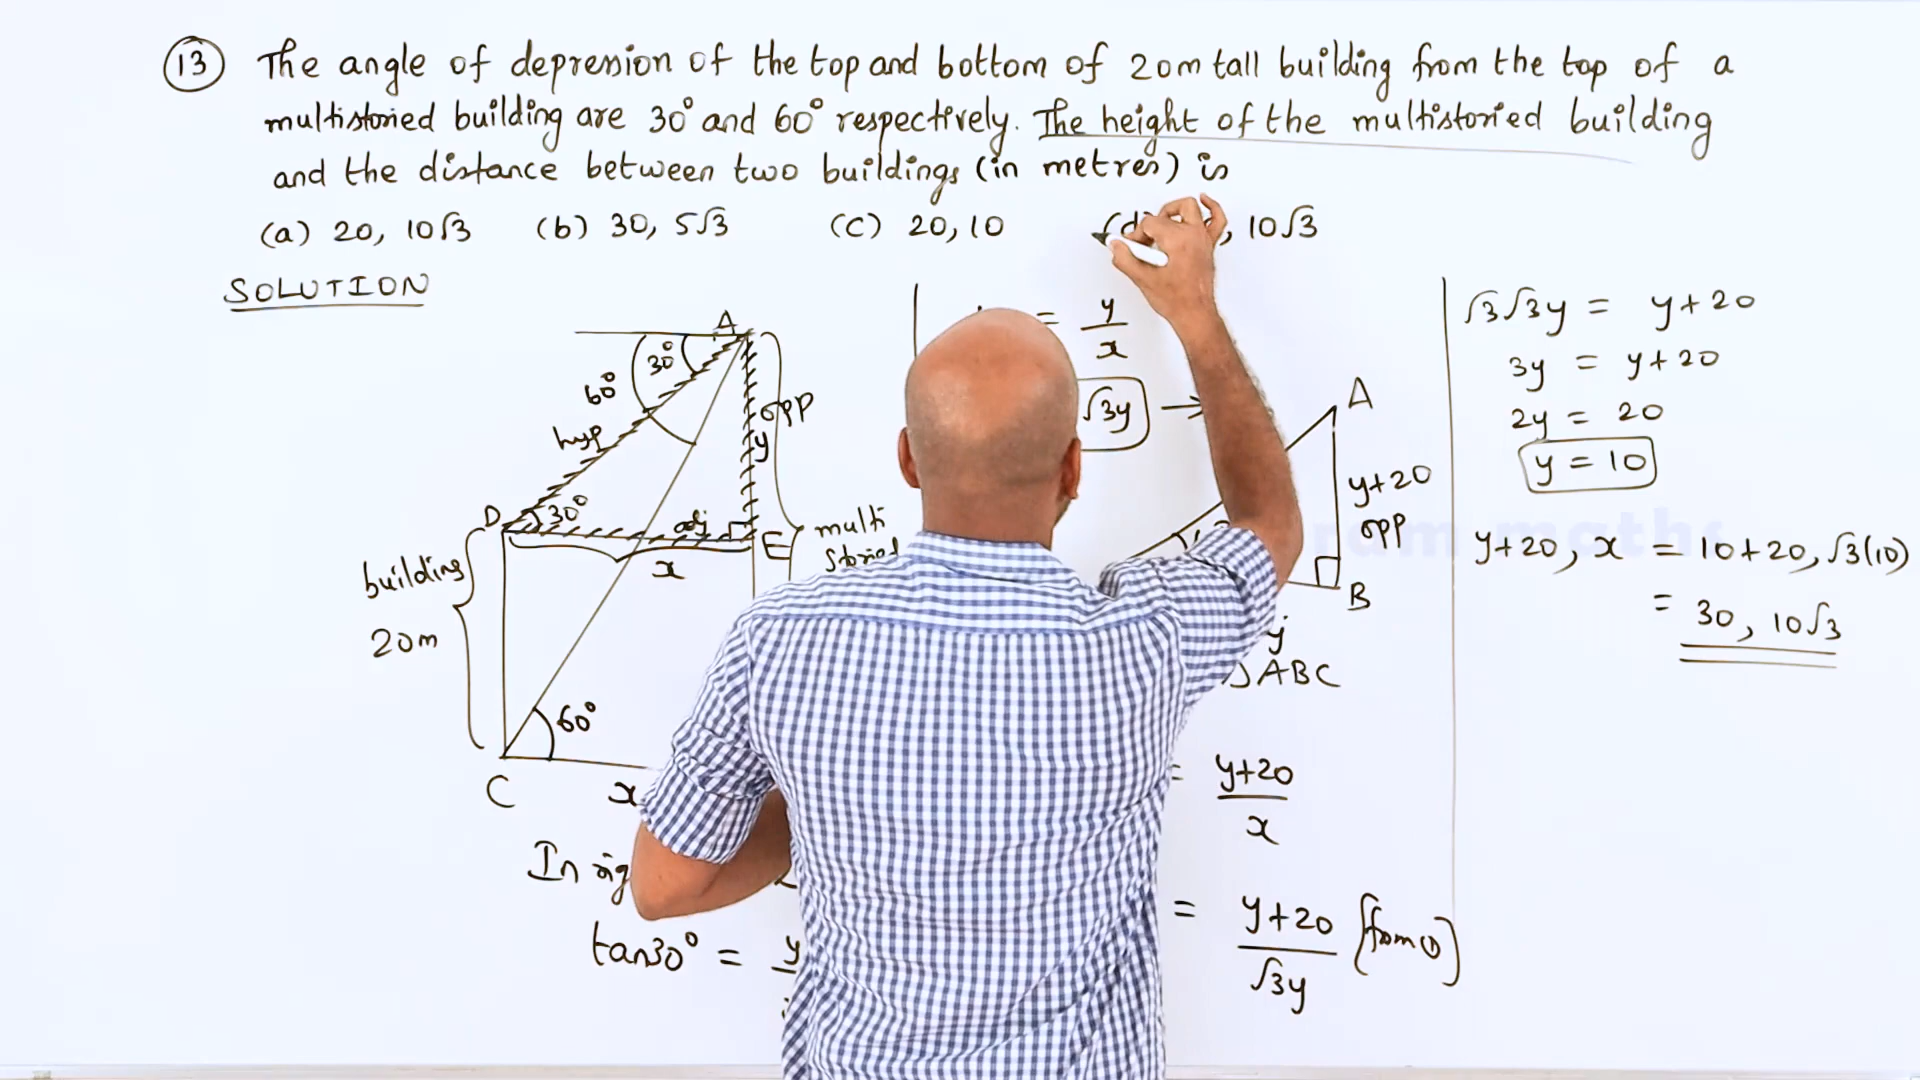 13 The angle of depression of the top and bottom of 20m tall building from the top of a
multistoried building are 30° and 60° respectively. The height of the multistoried building
and the distance between two buildings (in metres) is
(a) 20, 10√3 (b) 30, 5√3 (c) 20, 10 (d) , 10√3
SOLUTION
A
30°
60°
hyp
opp
y
D
30°
adj
E
x
multi
storied
building
20m
60°
C
x
In rig
tan30° = y
= y/x
√3y →
A
y+20
opp
B
△ABC
= y+20/x
= y+20/√3y [from ①]
√3√3y = y+20
3y = y+20
2y = 20
y = 10
y+20, x = 10+20, √3(10)
= 30, 10√3